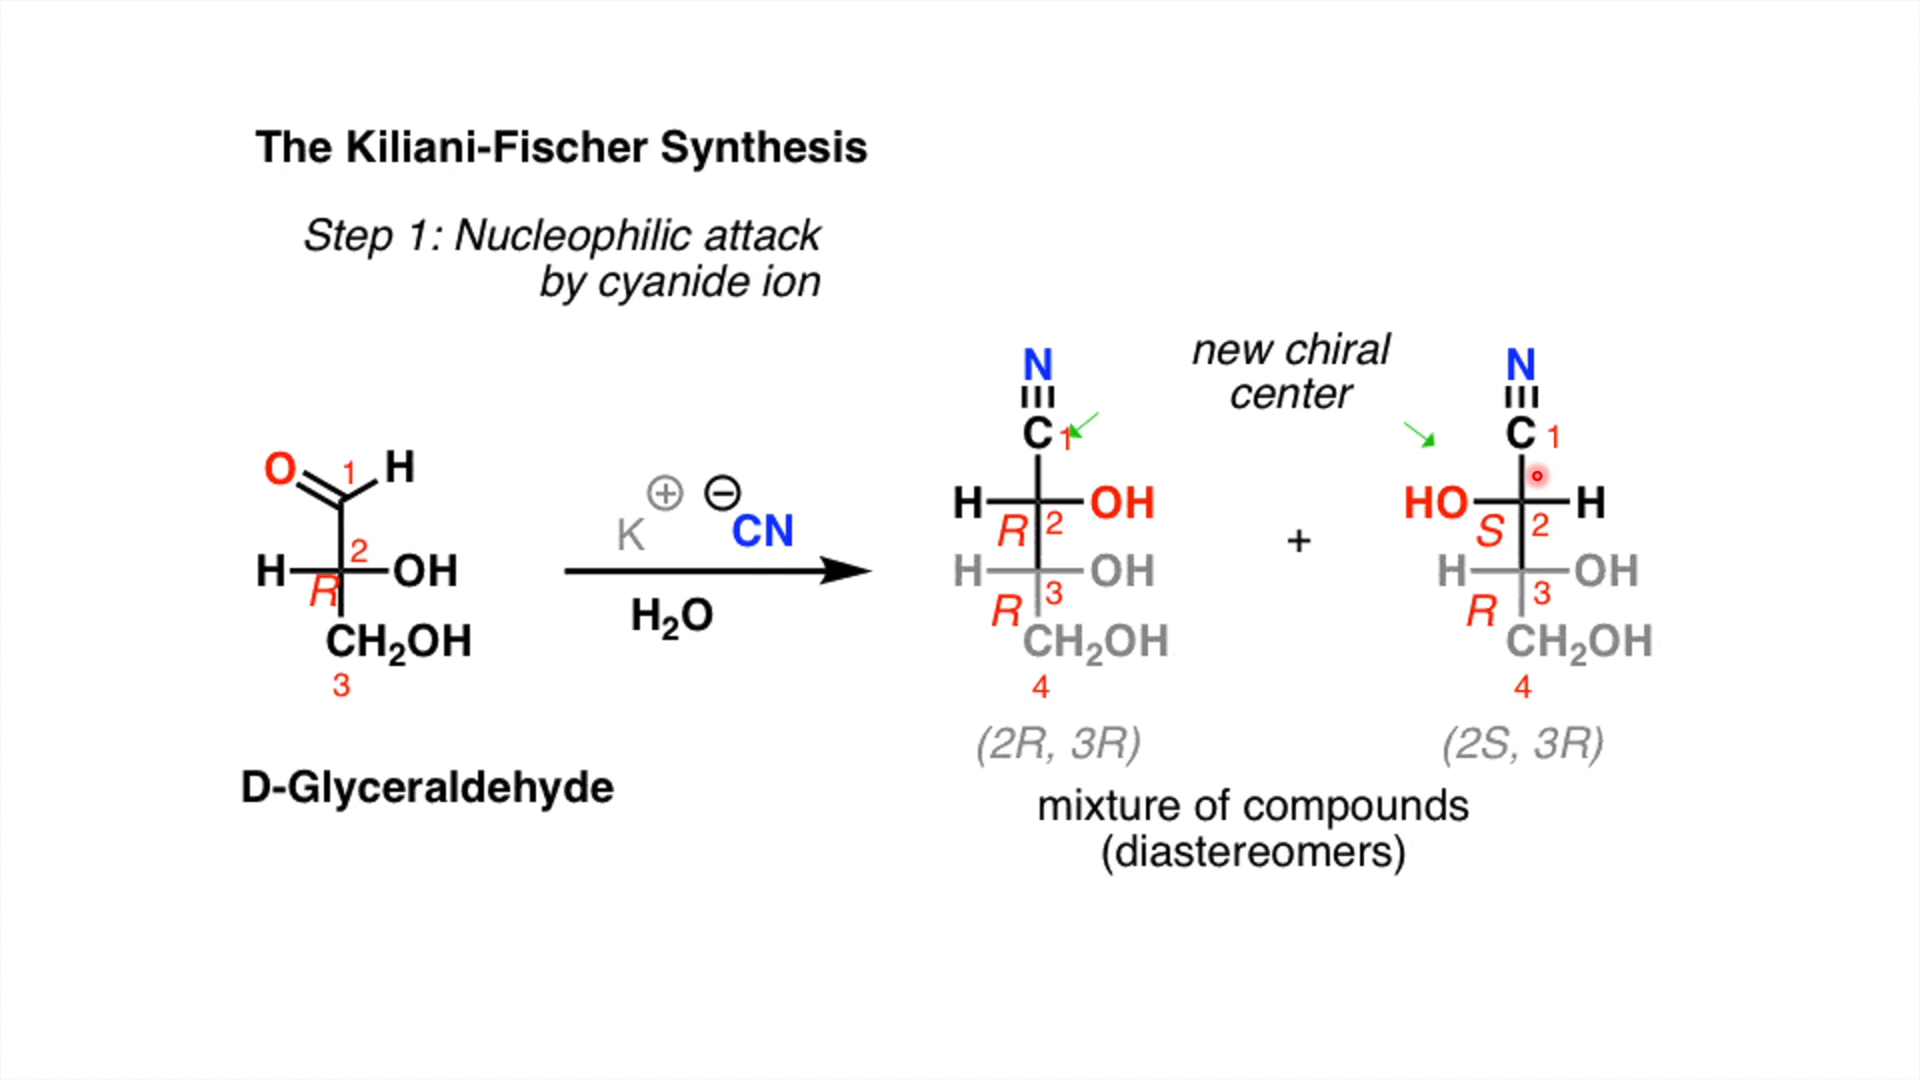 The Kiliani-Fischer Synthesis
Step 1: Nucleophilic attack
by cyanide ion
O 1 H
H 2 OH
R
CH₂OH
3
D-Glyceraldehyde
K⊕ ⊖CN
H₂O
N
C 1
H OH
R 2
H OH
R 3
CH₂OH
4
(2R, 3R)
new chiral
center
+
N
C 1
HO H
S 2
H OH
R 3
CH₂OH
4
(2S, 3R)
mixture of compounds
(diastereomers)